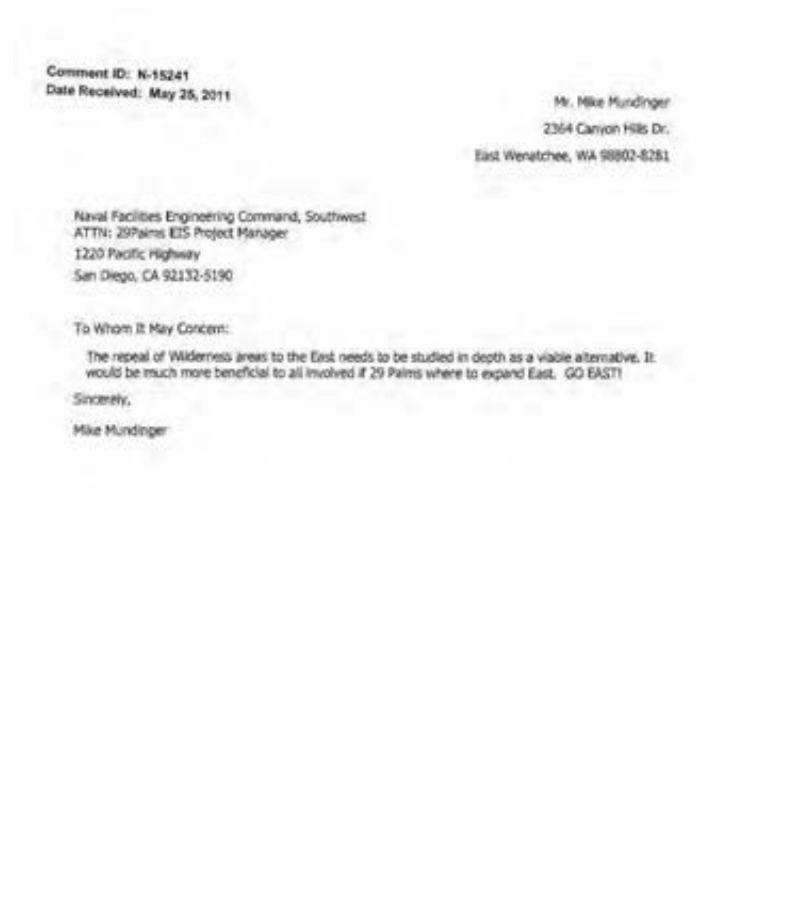 Comment ID: N-15241
Date Received: May 25, 2011
Mr. Mike Mundinger
2364 Canyon Hills Dr.
East Wenatchee, WA 98802-8281
Naval Facilities Engineering Command, Southwest
ATTN: 29Palms EIS Project Manager
1220 Pacific Highway
San Diego, CA 92132-5190
To Whom It May Concern:
The repeal of Wilderness areas to the East needs to be studied in depth as a viable alternative. It
would be much more beneficial to all involved if 29 Palms where to expand East. GO EAST!
Sincerely,
Mike Mundinger